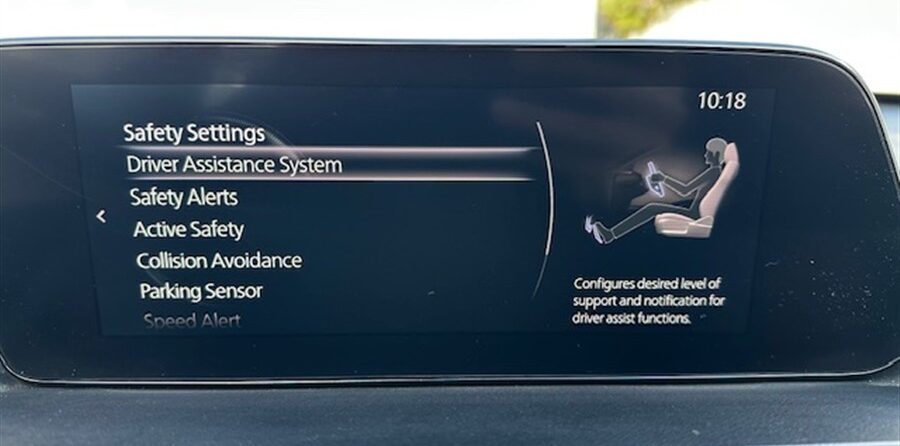 10:18
Safety Settings
Driver Assistance System
Safety Alerts
Active Safety
Collision Avoidance
Parking Sensor
Speed Alert
Configures desired level of
support and notification for
driver assist functions.